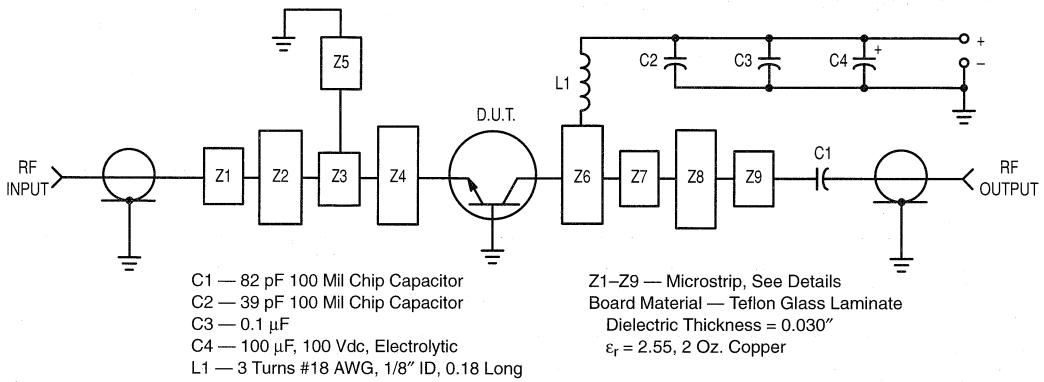 Z5
C2
C3
C4
+
+
–
L1
D.U.T.
RF
INPUT
Z1
Z2
Z3
Z4
Z6
Z7
Z8
Z9
C1
RF
OUTPUT
C1 — 82 pF 100 Mil Chip Capacitor
C2 — 39 pF 100 Mil Chip Capacitor
C3 — 0.1 µF
C4 — 100 µF, 100 Vdc, Electrolytic
L1 — 3 Turns #18 AWG, 1/8″ ID, 0.18 Long
Z1–Z9 — Microstrip, See Details
Board Material — Teflon Glass Laminate
Dielectric Thickness = 0.030″
εr = 2.55, 2 Oz. Copper